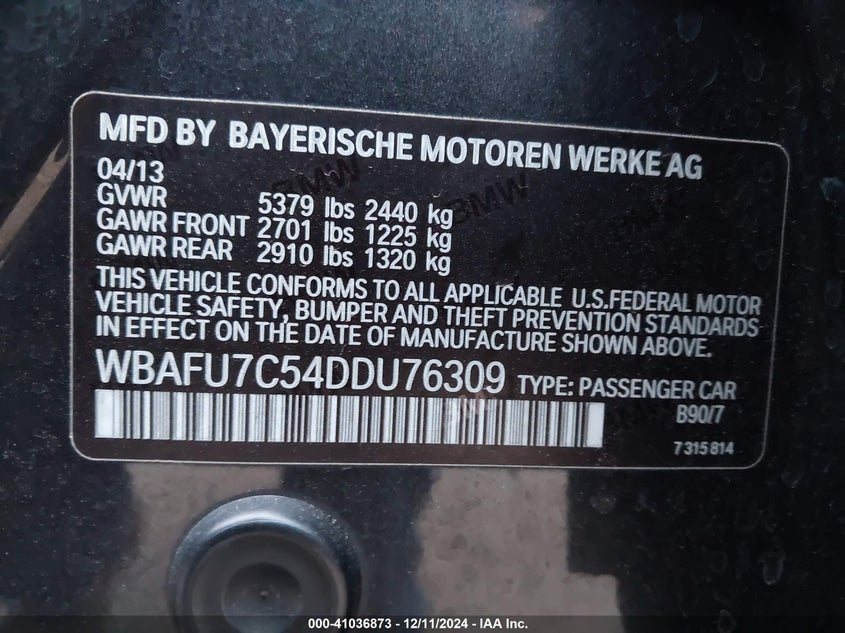 MFD BY BAYERISCHE MOTOREN WERKE AG
04/13
GVWR 5379 lbs 2440 kg
GAWR FRONT 2701 lbs 1225 kg
GAWR REAR 2910 lbs 1320 kg
THIS VEHICLE CONFORMS TO ALL APPLICABLE U.S.FEDERAL MOTOR
VEHICLE SAFETY, BUMPER AND THEFT PREVENTION STANDARDS
IN EFFECT ON THE DATE OF MANUFACTURE SHOWN ABOVE.
WBAFU7C54DDU76309 TYPE: PASSENGER CAR
B90/7
7 315 814
000-41036873 - 12/11/2024 - IAA Inc.